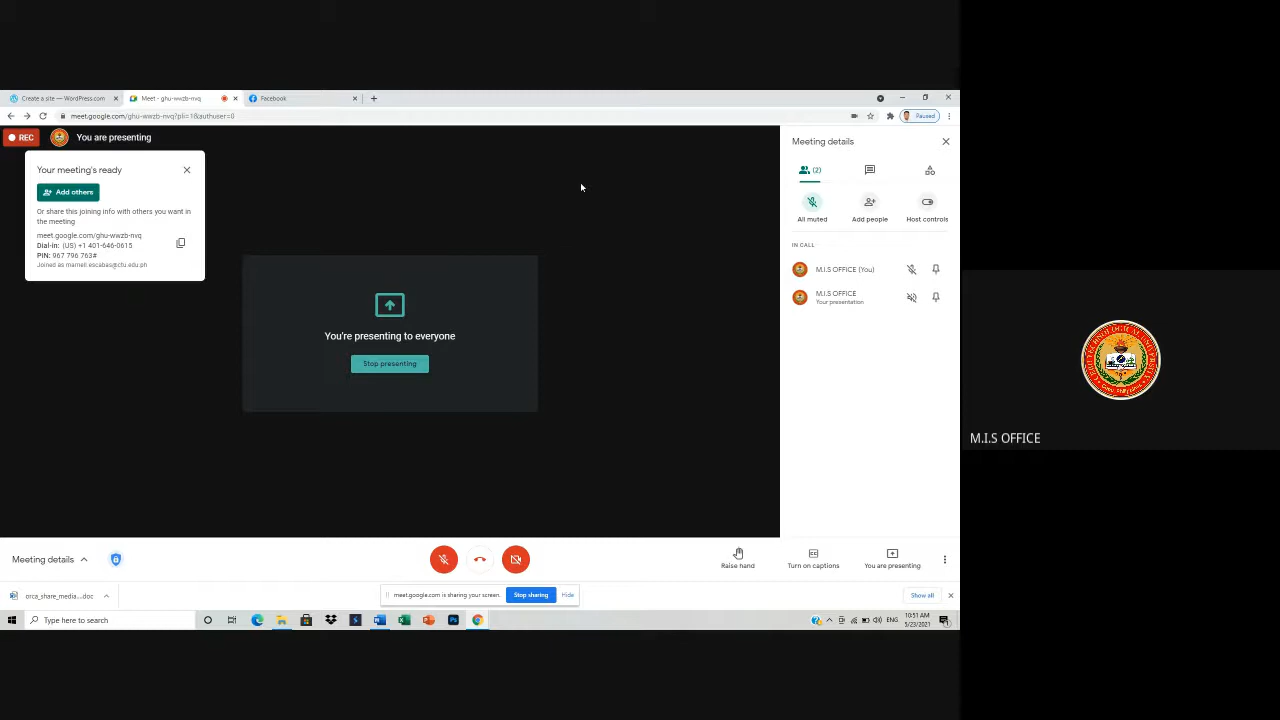 Create a site — WordPress.com
Meet - ghu-wwzb-nvq
Facebook
meet.google.com/ghu-wwzb-nvq?pli=1&authuser=0
Paused
REC
You are presenting
Your meeting's ready
Add others
Or share this joining info with others you want in
the meeting
meet.google.com/ghu-wwzb-nvq
Dial-in: (US) +1 401-646-0615
PIN: 967 796 763#
Joined as
You're presenting to everyone
Stop presenting
Meeting details
(2)
All muted
Add people
Host controls
IN CALL
M.I.S OFFICE (You)
M.I.S OFFICE
Your presentation
M.I.S OFFICE
Meeting details
Raise hand
Turn on captions
You are presenting
orca_share_media....doc
meet.google.com is sharing your screen.
Stop sharing
Hide
Show all
Type here to search
ENG
10:51 AM
5/23/2021